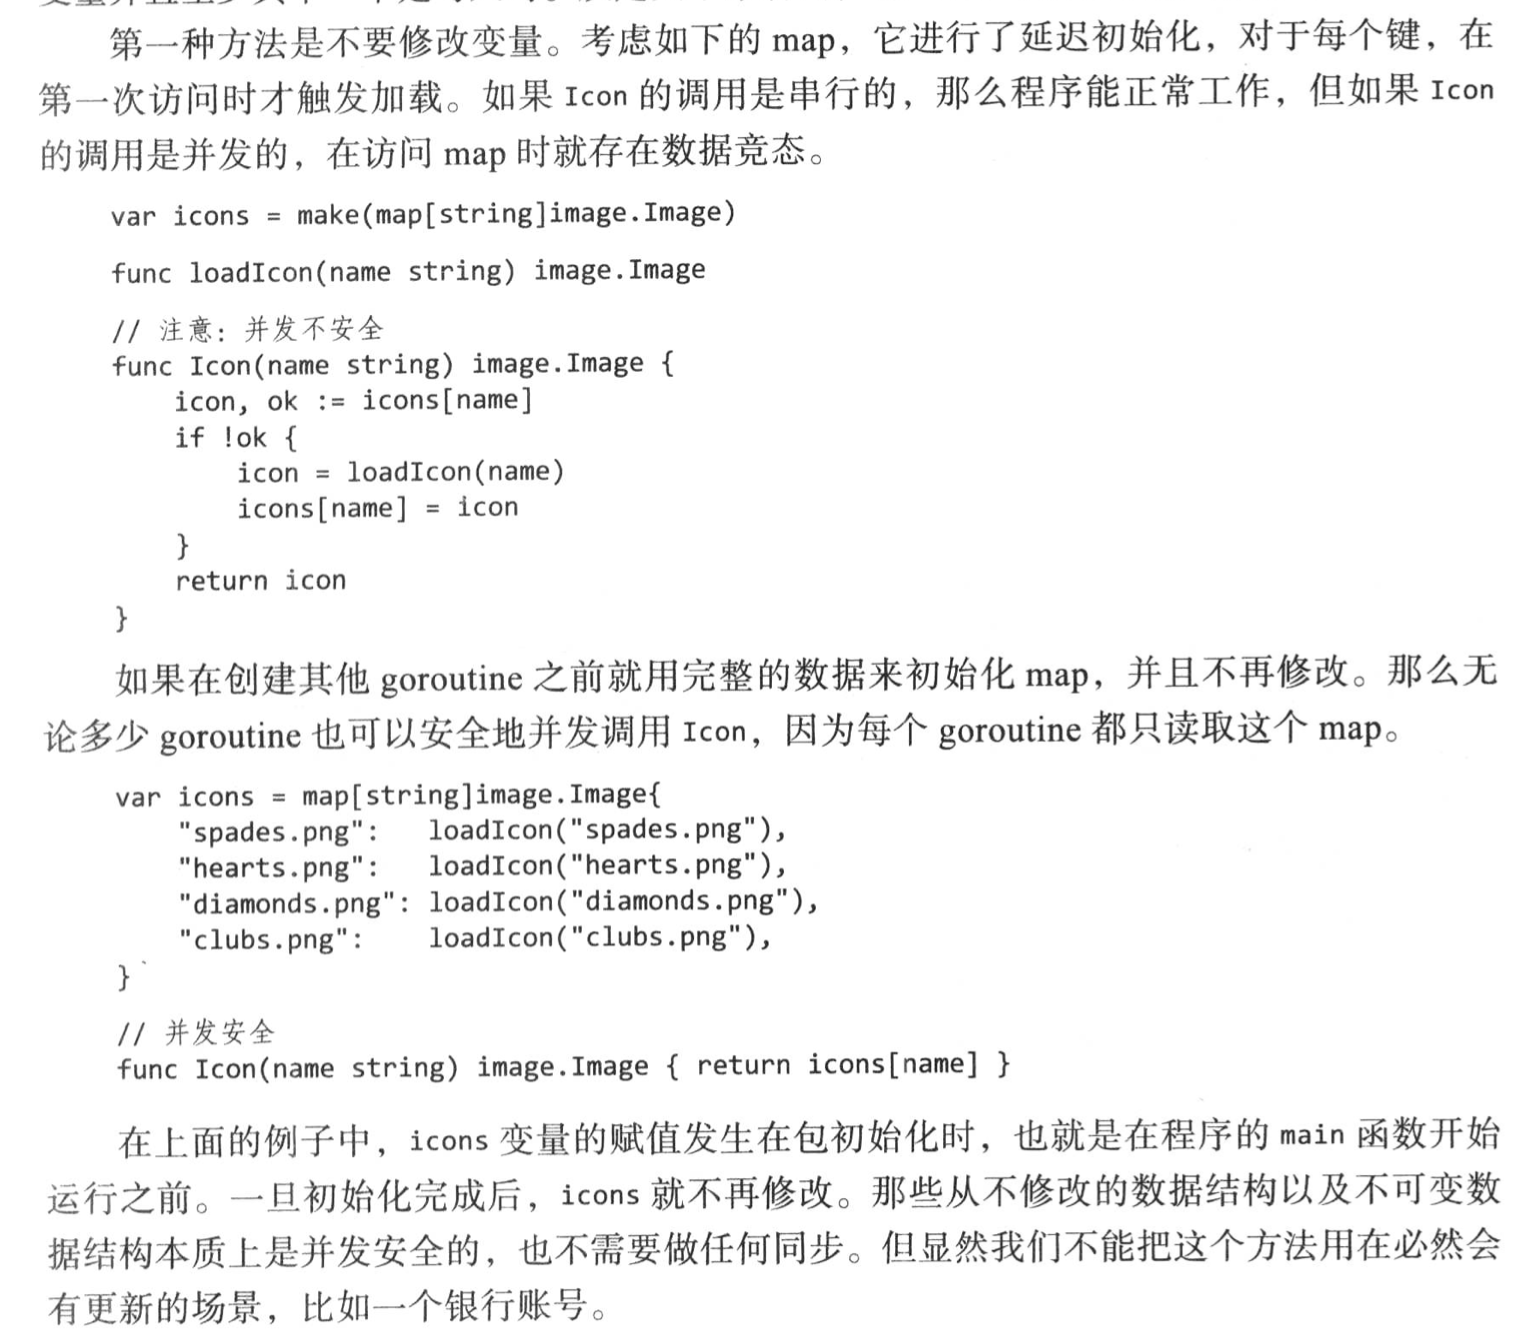 第一种方法是不要修改变量。考虑如下的 map，它进行了延迟初始化，对于每个键，在
第一次访问时才触发加载。如果 Icon 的调用是串行的，那么程序能正常工作，但如果 Icon
的调用是并发的，在访问 map 时就存在数据竞态。
var icons = make(map[string]image.Image)
func loadIcon(name string) image.Image
// 注意：并发不安全
func Icon(name string) image.Image {
    icon, ok := icons[name]
    if !ok {
        icon = loadIcon(name)
        icons[name] = icon
    }
    return icon
}
如果在创建其他 goroutine 之前就用完整的数据来初始化 map，并且不再修改。那么无
论多少 goroutine 也可以安全地并发调用 Icon，因为每个 goroutine 都只读取这个 map。
var icons = map[string]image.Image{
    "spades.png":   loadIcon("spades.png"),
    "hearts.png":   loadIcon("hearts.png"),
    "diamonds.png": loadIcon("diamonds.png"),
    "clubs.png":    loadIcon("clubs.png"),
}
// 并发安全
func Icon(name string) image.Image { return icons[name] }
在上面的例子中，icons 变量的赋值发生在包初始化时，也就是在程序的 main 函数开始
运行之前。一旦初始化完成后，icons 就不再修改。那些从不修改的数据结构以及不可变数
据结构本质上是并发安全的，也不需要做任何同步。但显然我们不能把这个方法用在必然会
有更新的场景，比如一个银行账号。